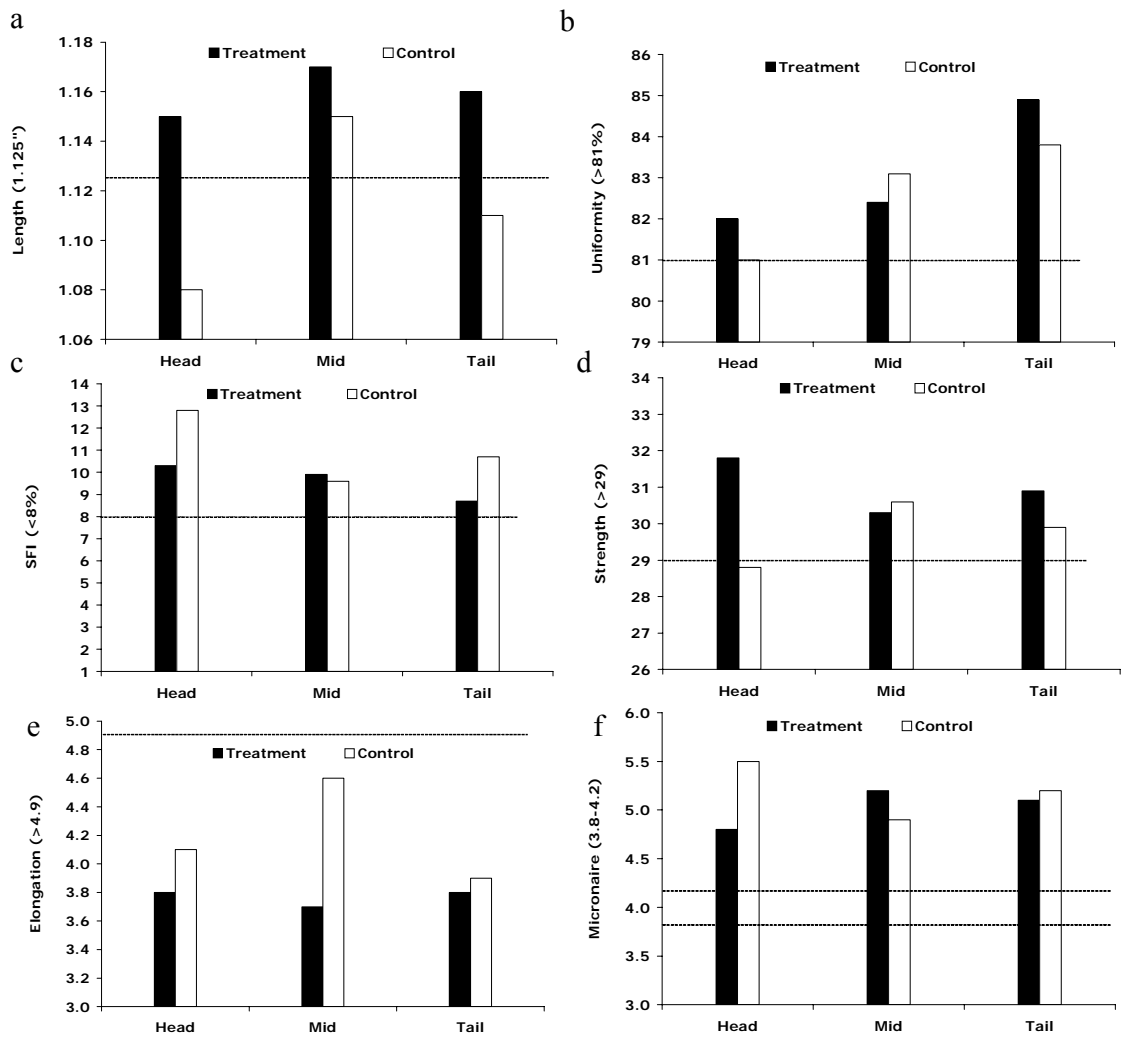 a
Treatment Control
Length (1.125")
1.18
1.16
1.14
1.12
1.10
1.08
1.06
Head Mid Tail
b
Treatment Control
Uniformity (>81%)
86
85
84
83
82
81
80
79
Head Mid Tail
c
Treatment Control
SFI (<8%)
14
13
12
11
10
9
8
7
6
5
4
3
2
1
Head Mid Tail
d
Treatment Control
Strength (>29)
34
33
32
31
30
29
28
27
26
Head Mid Tail
e
Treatment Control
Elongation (>4.9)
5.0
4.8
4.6
4.4
4.2
4.0
3.8
3.6
3.4
3.2
3.0
Head Mid Tail
f
Treatment Control
Micronaire (3.8-4.2)
6.0
5.5
5.0
4.5
4.0
3.5
3.0
Head Mid Tail